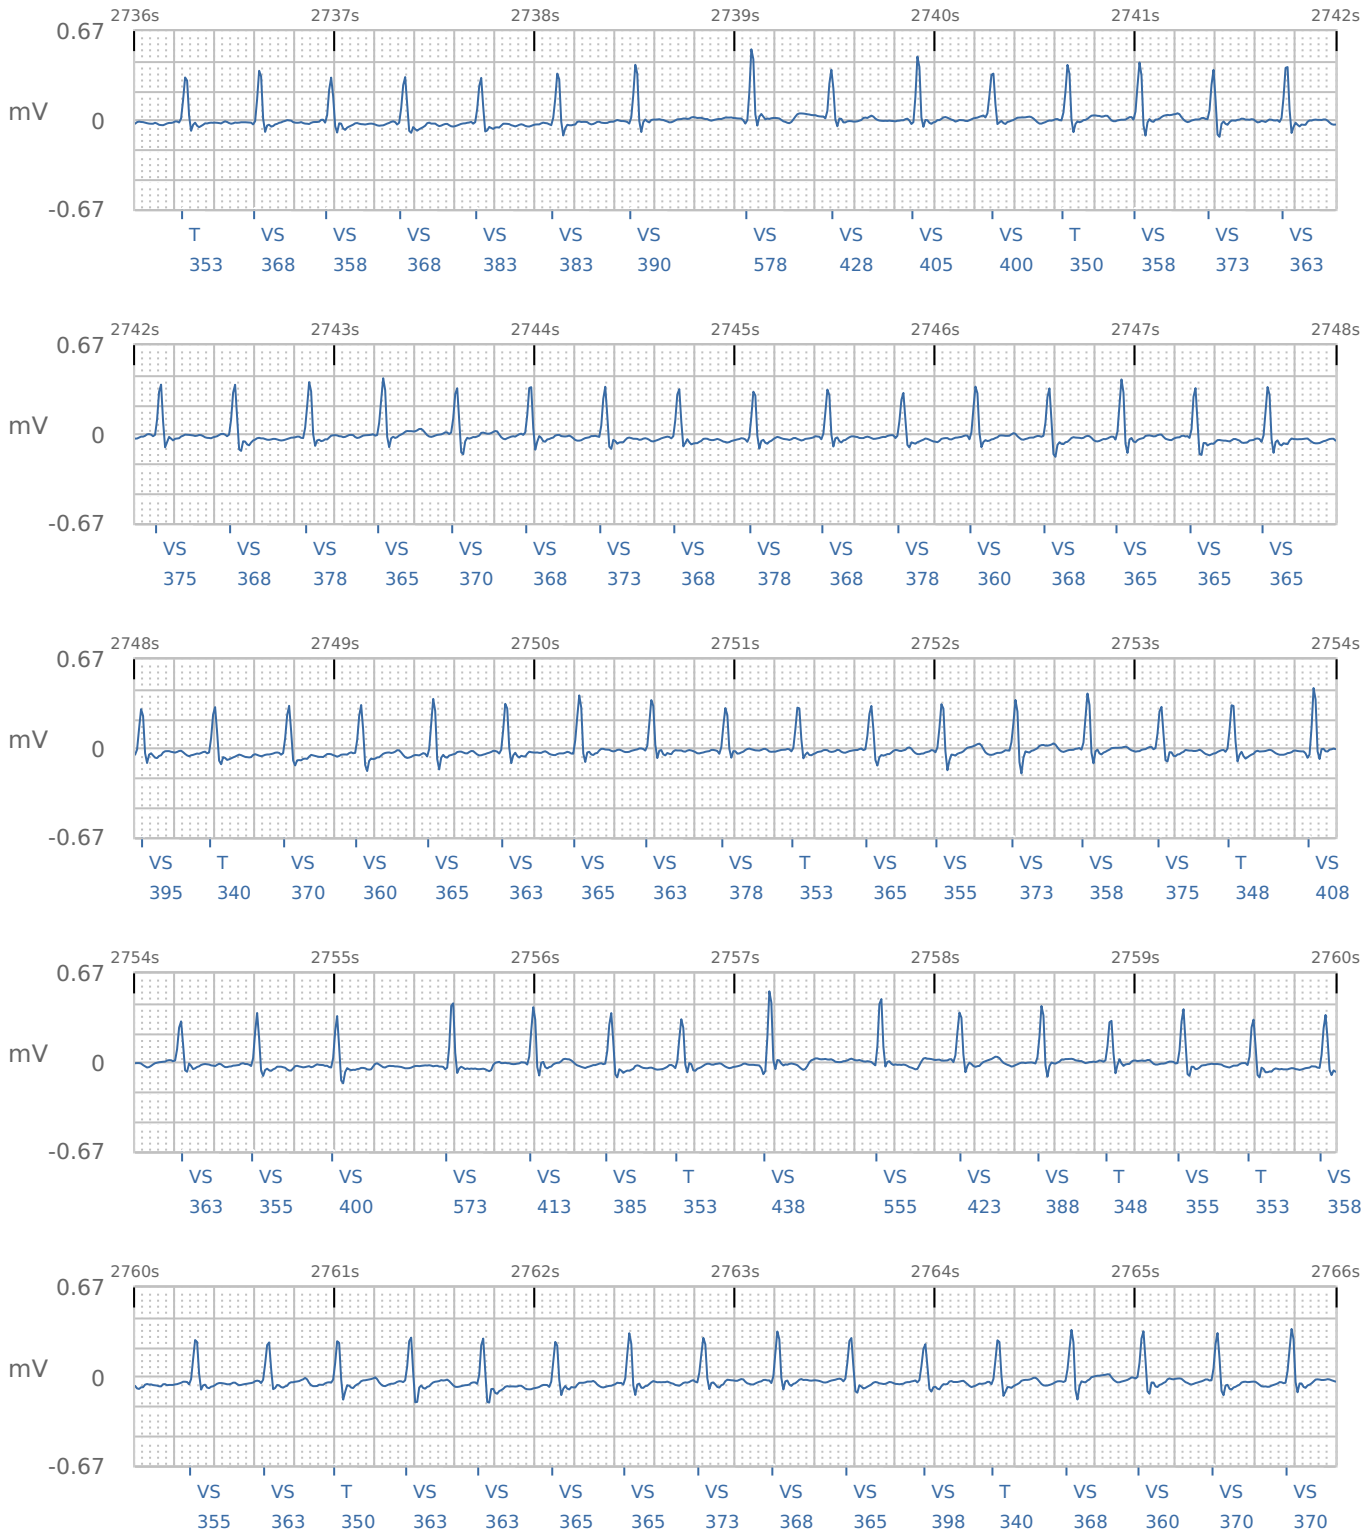 2736s 2737s 2738s 2739s 2740s 2741s 2742s
0.67
mV
0
-0.67
T VS VS VS VS VS VS VS VS VS VS T VS VS VS
353 368 358 368 383 383 390 578 428 405 400 350 358 373 363
2742s 2743s 2744s 2745s 2746s 2747s 2748s
0.67
mV
0
-0.67
VS VS VS VS VS VS VS VS VS VS VS VS VS VS VS VS
375 368 378 365 370 368 373 368 378 368 378 360 368 365 365 365
2748s 2749s 2750s 2751s 2752s 2753s 2754s
0.67
mV
0
-0.67
VS T VS VS VS VS VS VS VS T VS VS VS VS VS T VS
395 340 370 360 365 363 365 363 378 353 365 355 373 358 375 348 408
2754s 2755s 2756s 2757s 2758s 2759s 2760s
0.67
mV
0
-0.67
VS VS VS VS VS VS T VS VS VS VS T VS T VS
363 355 400 573 413 385 353 438 555 423 388 348 355 353 358
2760s 2761s 2762s 2763s 2764s 2765s 2766s
0.67
mV
0
-0.67
VS VS T VS VS VS VS VS VS VS VS T VS VS VS VS
355 363 350 363 363 365 365 373 368 365 398 340 368 360 370 370